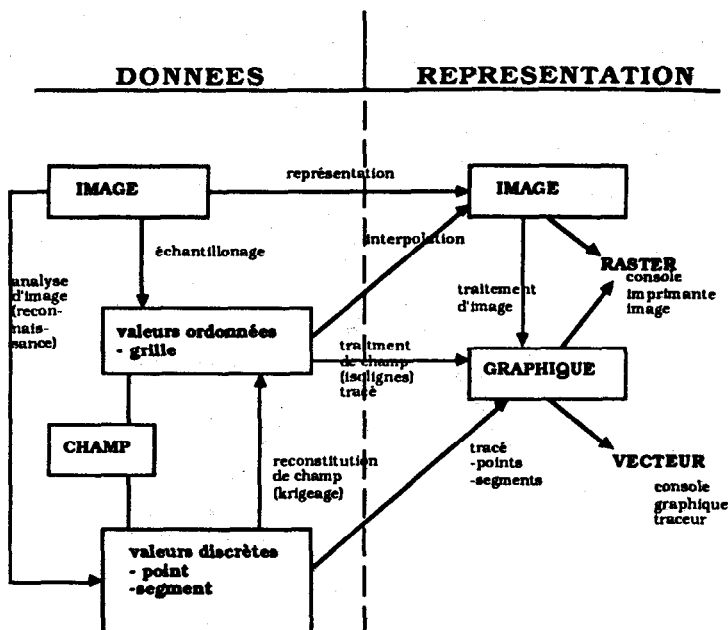 DONNEES
REPRESENTATION
IMAGE
représentation
IMAGE
échantillonage
interpolation
analyse
d'image
(recon-
nais-
sance)
traitement
d'image
RASTER
console
imprimante
image
valeurs ordonnées
- grille
traitment
de champ
(isolignes)
tracé
GRAPHIQUE
CHAMP
reconstitution
de champ
(krigeage)
tracé
-points
-segments
VECTEUR
console
graphique
traceur
valeurs discrètes
- point
-segment